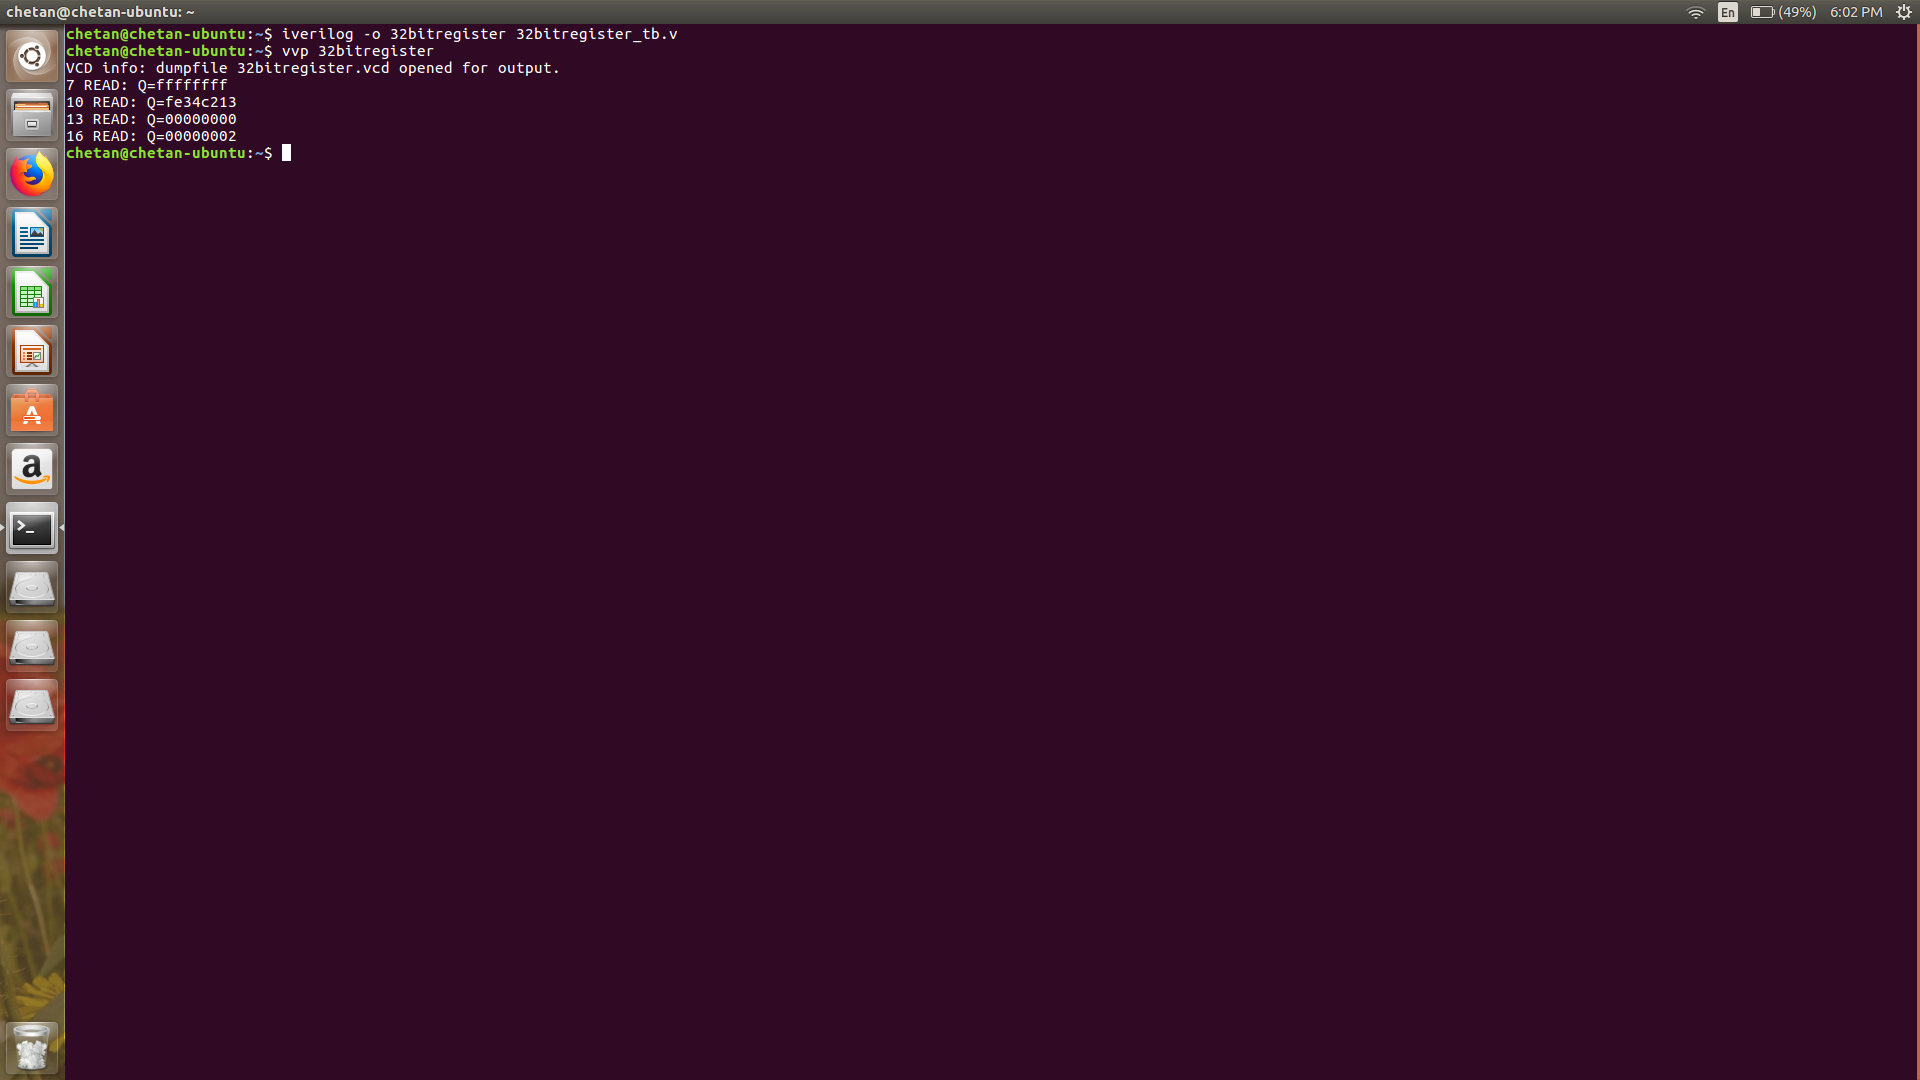 chetan@chetan-ubuntu: ~
En (49%) 6:02 PM
chetan@chetan-ubuntu:~$ iverilog -o 32bitregister 32bitregister_tb.v
chetan@chetan-ubuntu:~$ vvp 32bitregister
VCD info: dumpfile 32bitregister.vcd opened for output.
7 READ: Q=ffffffff
10 READ: Q=fe34c213
13 READ: Q=00000000
16 READ: Q=00000002
chetan@chetan-ubuntu:~$